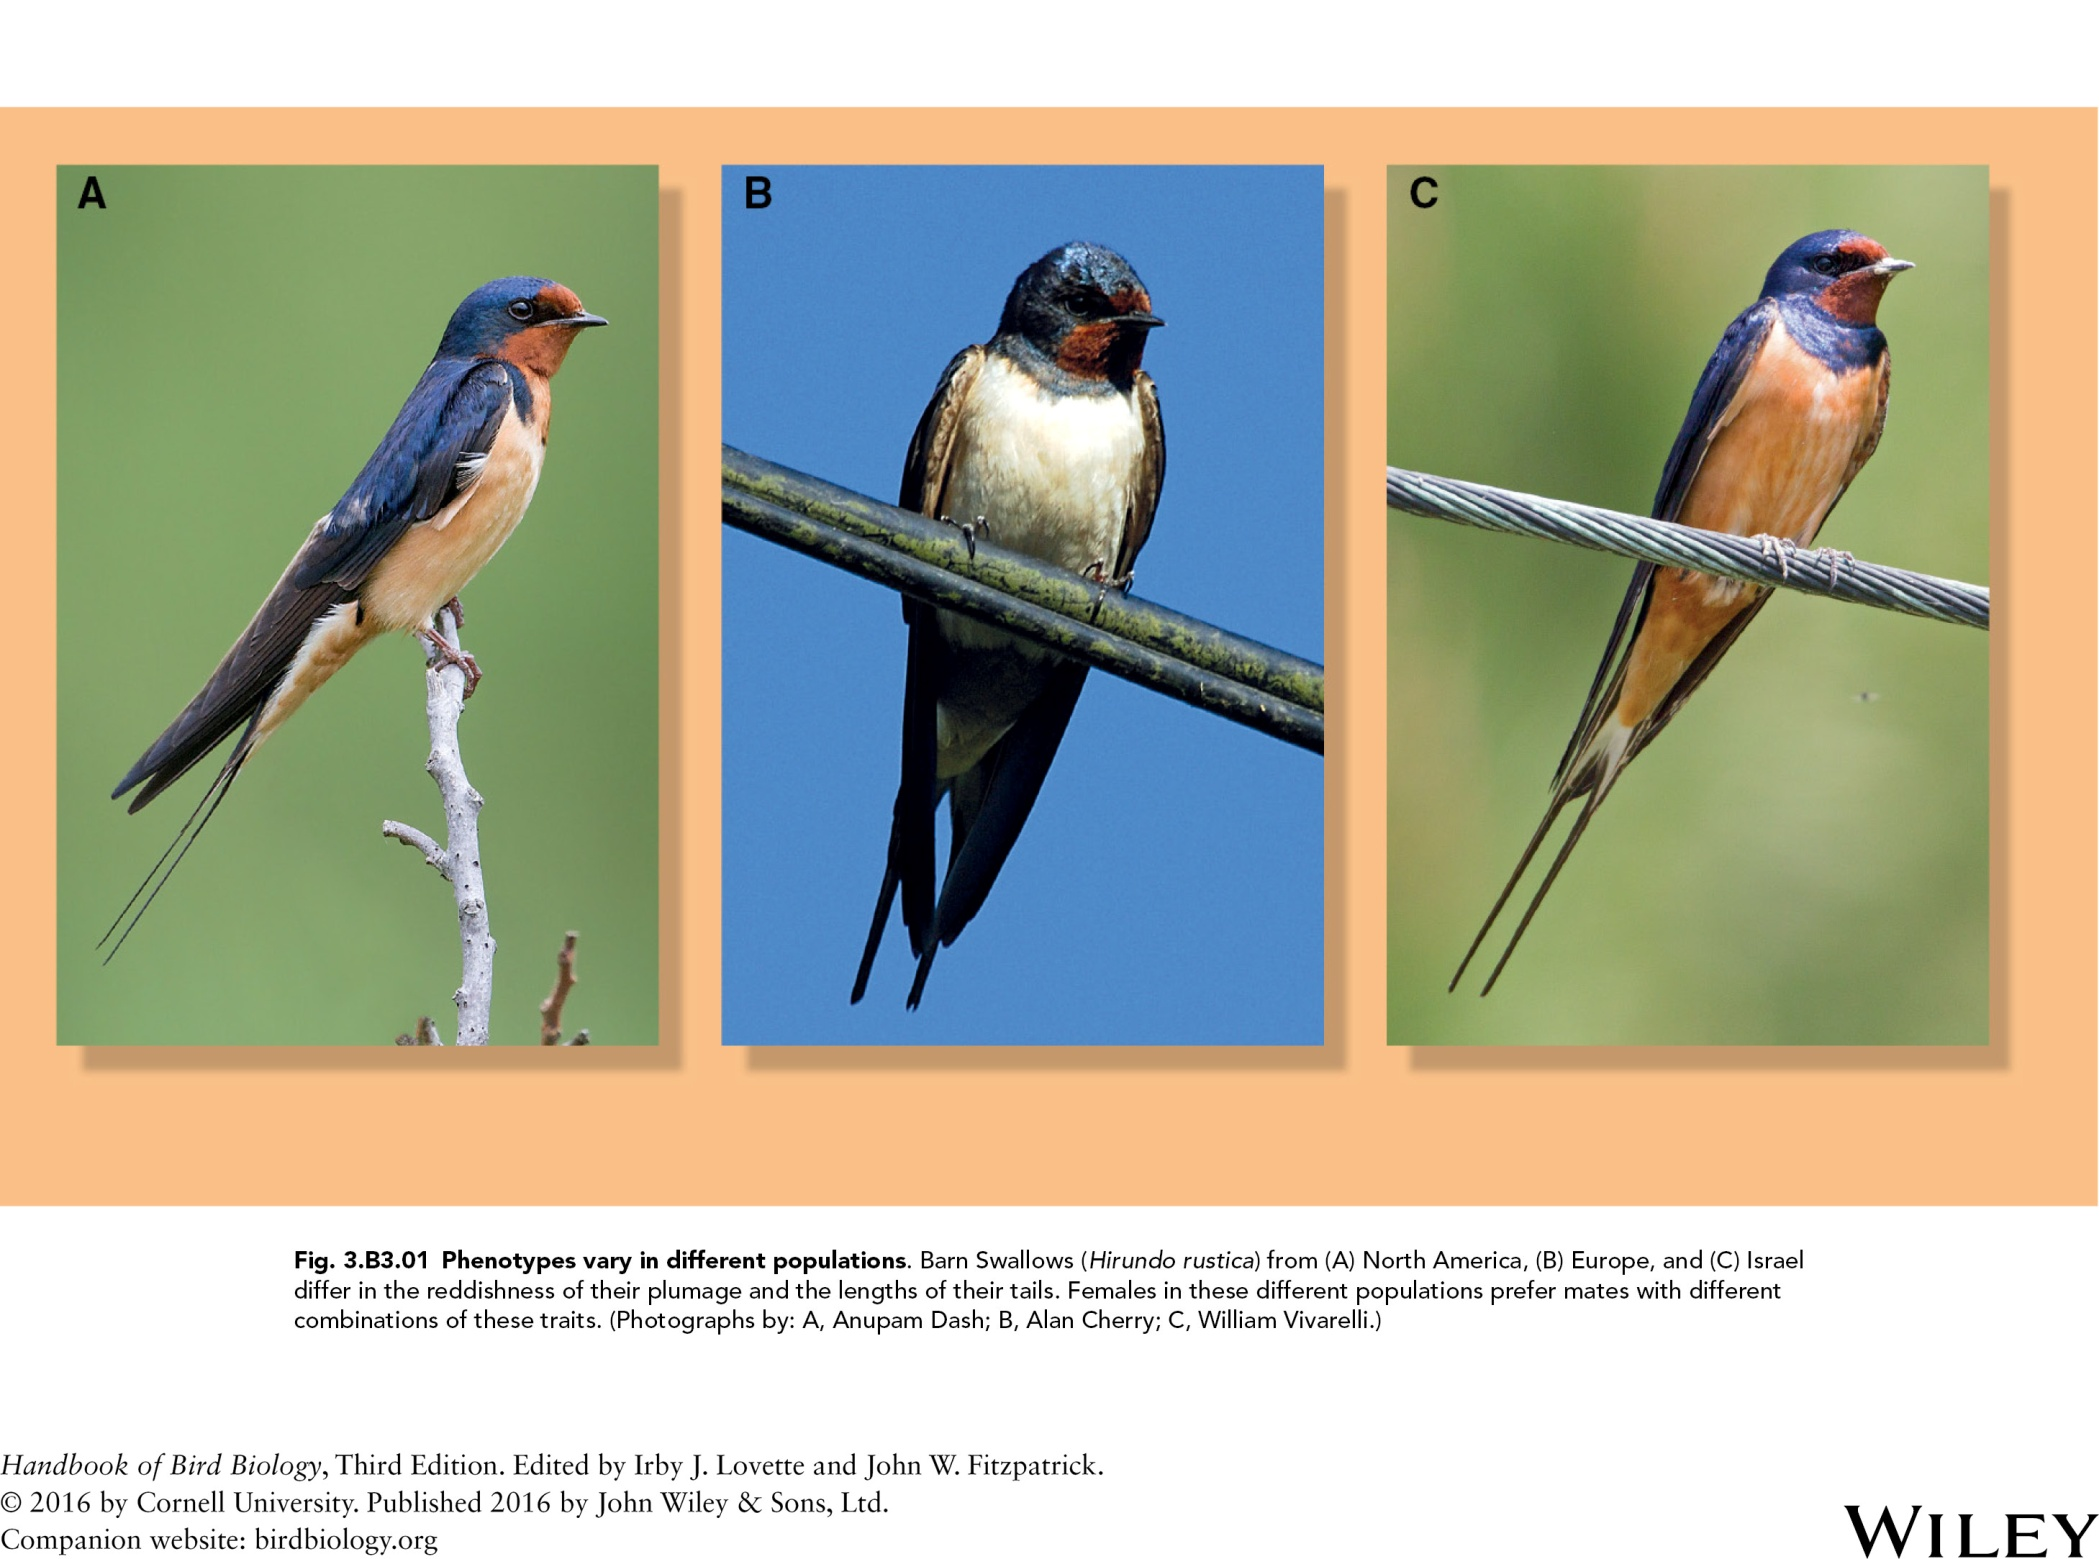 A
B
C
Fig. 3.B3.01 Phenotypes vary in different populations. Barn Swallows (Hirundo rustica) from (A) North America, (B) Europe, and (C) Israel
differ in the reddishness of their plumage and the lengths of their tails. Females in these different populations prefer mates with different
combinations of these traits. (Photographs by: A, Anupam Dash; B, Alan Cherry; C, William Vivarelli.)
Handbook of Bird Biology, Third Edition. Edited by Irby J. Lovette and John W. Fitzpatrick.
© 2016 by Cornell University. Published 2016 by John Wiley & Sons, Ltd.
Companion website: birdbiology.org
WILEY